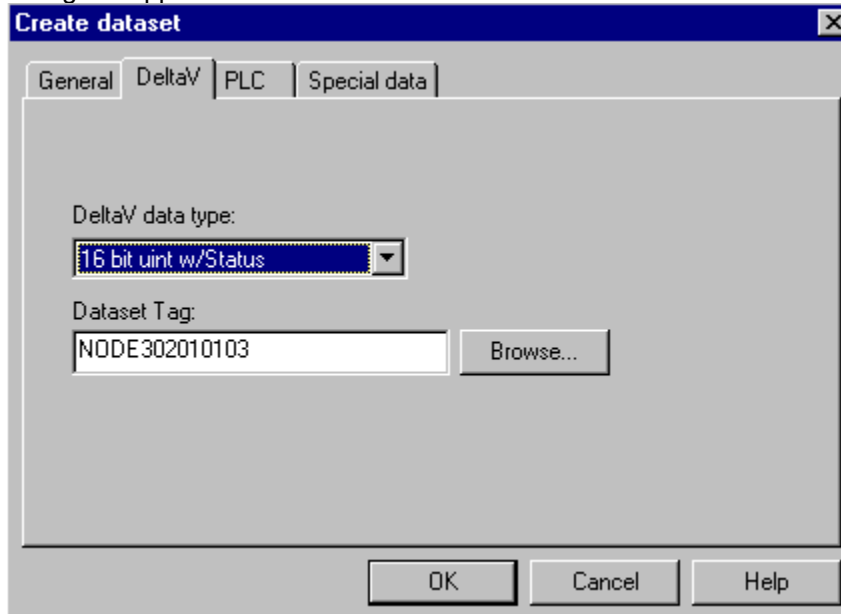 Create dataset
General DeltaV PLC Special data
DeltaV data type:
16 bit uint w/Status
Dataset Tag:
NODE302010103 Browse...
OK Cancel Help